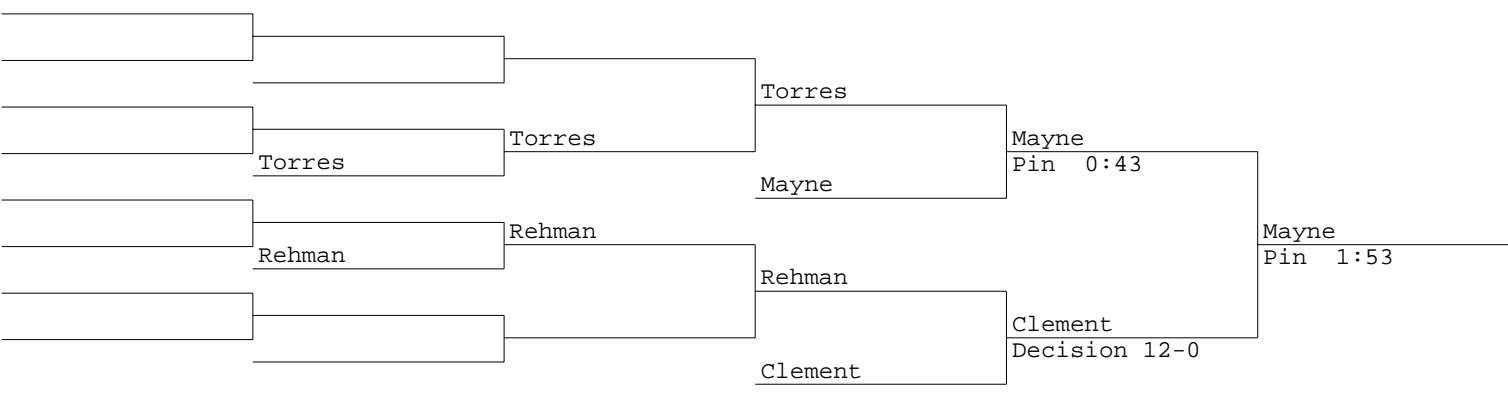 Torres
Mayne
Torres
Pin  0:43
Torres
Mayne
Rehman
Mayne
Rehman
Pin  1:53
Rehman
Clement
Decision 12-0
Clement